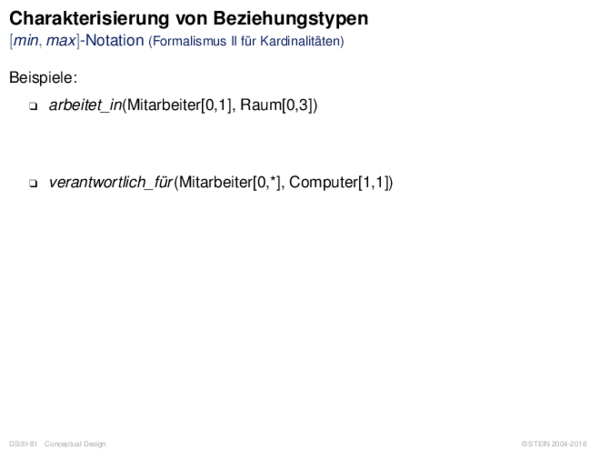 Charakterisierung von Beziehungstypen
[min, max]-Notation (Formalismus II für Kardinalitäten)
Beispiele:
❑ arbeitet_in(Mitarbeiter[0,1], Raum[0,3])
❑ verantwortlich_für(Mitarbeiter[0,*], Computer[1,1])
DB:III-81 Conceptual Design © STEIN 2004-2018